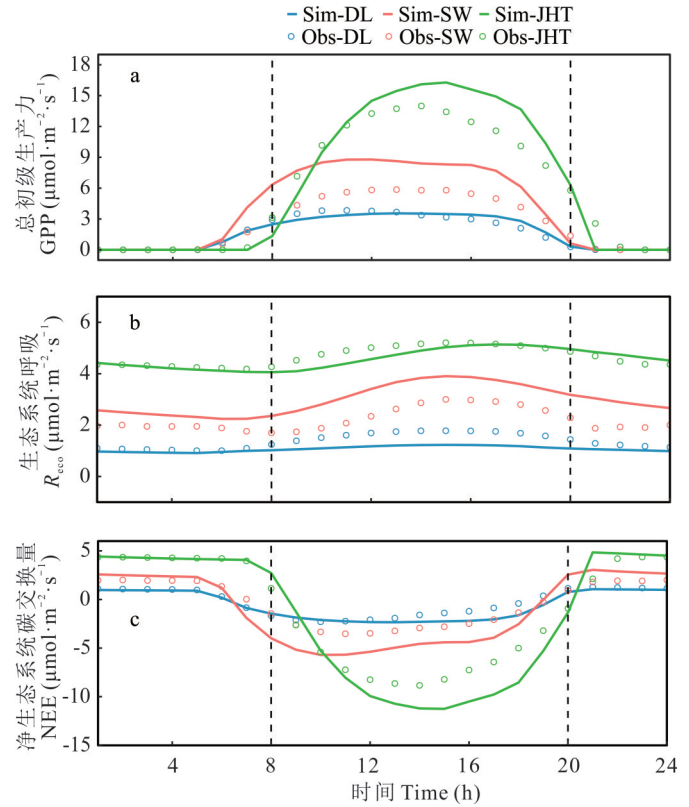 Sim-DL Sim-SW Sim-JHT
Obs-DL Obs-SW Obs-JHT
a
总初级生产力
GPP (μmol·m⁻²·s⁻¹)
18
15
12
9
6
3
0
b
生态系统呼吸
Reco (μmol·m⁻²·s⁻¹)
6
4
2
0
c
净生态系统碳交换量
NEE (μmol·m⁻²·s⁻¹)
5
0
-5
-10
-15
4 8 12 16 20 24
时间 Time (h)